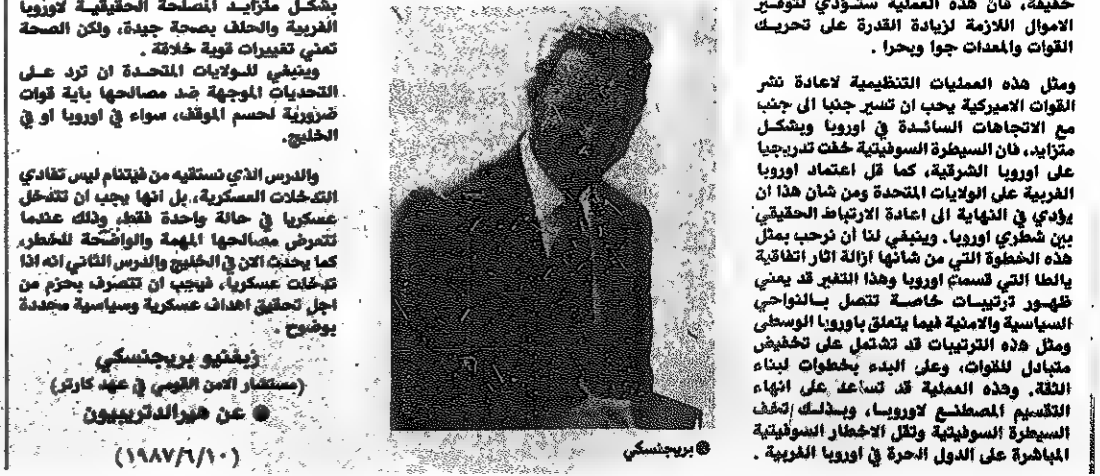 خفيفة، فان هذه العملية ستؤدي لتوفير
الاموال اللازمة لزيادة القدرة على تحريك
القوات والمعدات جوا وبحرا .
ومثل هذه العمليات التنظيمية لاعادة نشر
القوات الاميركية يحب ان تسير جنبا الى جنب
مع الاتجاهات السائدة في اوروبا وبشكل
متزايد، فان السيطرة السوفيتية خفت تدريجيا
على اوروبا الشرقية، كما قل اعتماد اوروبا
الغربية على الولايات المتحدة ومن شان هذا ان
يؤدي في النهاية الى اعادة الارتباط الحقيقي
بين شطري اوروبا. وينبغي لنا أن نرحب بمثل
هذه الخطوة التي من شانها ازالة اثار اتفاقية
يالطا التي قسمت اوروبا وهذا التغير قد يعني
ظهور ترتيبات خاصة تتصل بالنواحي
السياسية والامنية فيما يتعلق باوروبا الوسطى
ومثل هذه الترتيبات قد تشتمل على تخفيض
متبادل للقوات، وعلى البدء بخطوات لبناء
الثقة. وهذه العملية قد تساعد على انهاء
التقسيم المصطنع لاوروبا، وبذلك تخف
السيطرة السوفيتية وتقل الاخطار السوفيتية
المباشرة على الدول الحرة في اوروبا الغربية .
● بريجنسكي
بشكل متزايد المصلحة الحقيقية لاوروبا
الغربية والحلف بصحة جيدة، ولكن الصحة
تعني تغييرات قوية خلاقة .
وينبغي للولايات المتحدة ان ترد على
التحديات الموجهة ضد مصالحها باية قوات
ضرورية لحسم الموقف، سواء في اوروبا او في
الخليج.
والدرس الذي نستقيه من فيتنام ليس تفادي
التدخلات العسكرية، بل انها يجب ان تتدخل
عسكريا في حالة واحدة فقط، وذلك عندما
تتعرض مصالحها المهمة والواضحة للخطر،
كما يحدث الان في الخليج والدرس الثاني انه اذا
تدخلت عسكريا، فيجب ان تتصرف بحزم من
اجل تحقيق اهداف عسكرية وسياسية محددة
بوضوح .
زبغنيو بريجنسكي
(مستشار الامن القومي في عهد كارتر)
● عن هيرالدتريبيون
(١٩٨٧/٦/١٠)